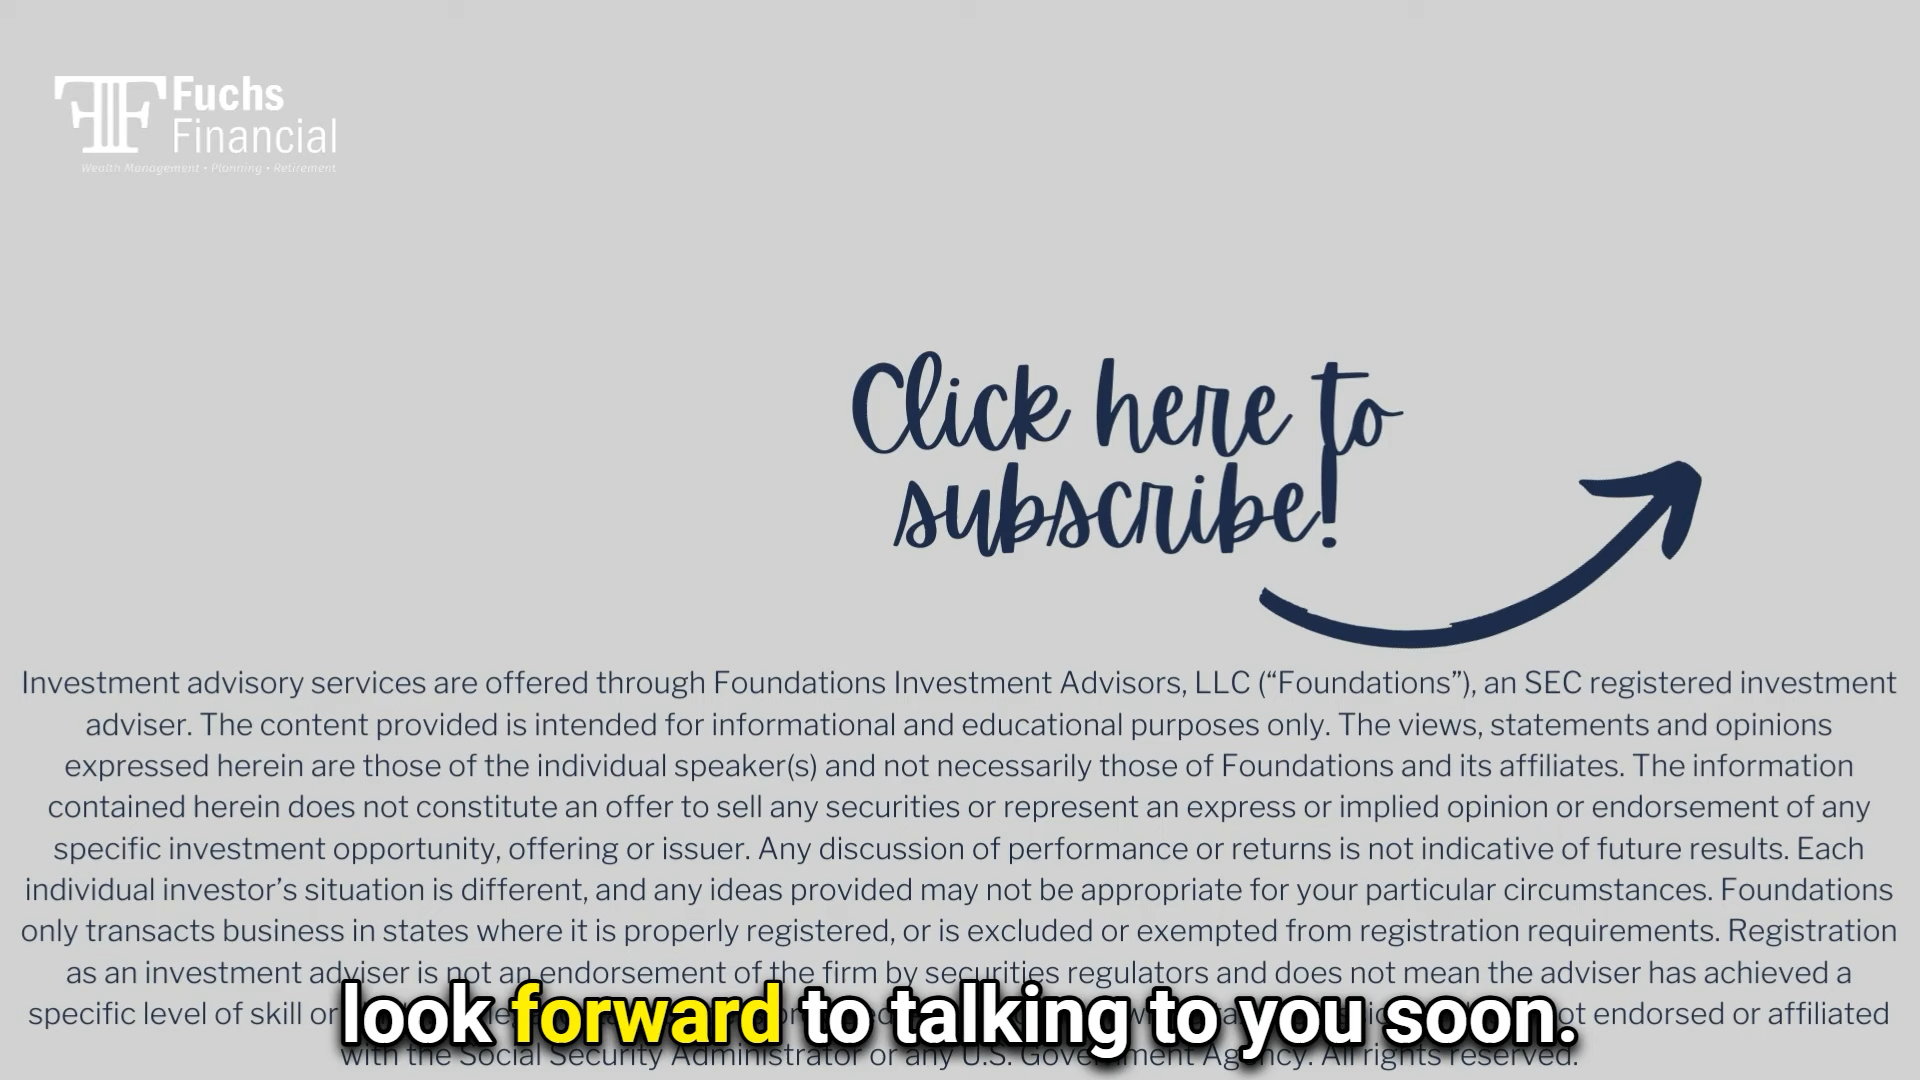 Fuchs
Financial
Wealth Management • Planning • Retirement
Click here to
subscribe!
Investment advisory services are offered through Foundations Investment Advisors, LLC (“Foundations”), an SEC registered investment
adviser. The content provided is intended for informational and educational purposes only. The views, statements and opinions
expressed herein are those of the individual speaker(s) and not necessarily those of Foundations and its affiliates. The information
contained herein does not constitute an offer to sell any securities or represent an express or implied opinion or endorsement of any
specific investment opportunity, offering or issuer. Any discussion of performance or returns is not indicative of future results. Each
individual investor’s situation is different, and any ideas provided may not be appropriate for your particular circumstances. Foundations
only transacts business in states where it is properly registered, or is excluded or exempted from registration requirements. Registration
as an investment adviser is not an endorsement of the firm by securities regulators and does not mean the adviser has achieved a
specific level of skill or endorsed or affiliated
look forward to talking to you soon.
with the Social Security Administrator or any U.S. Government Agency. All rights reserved.